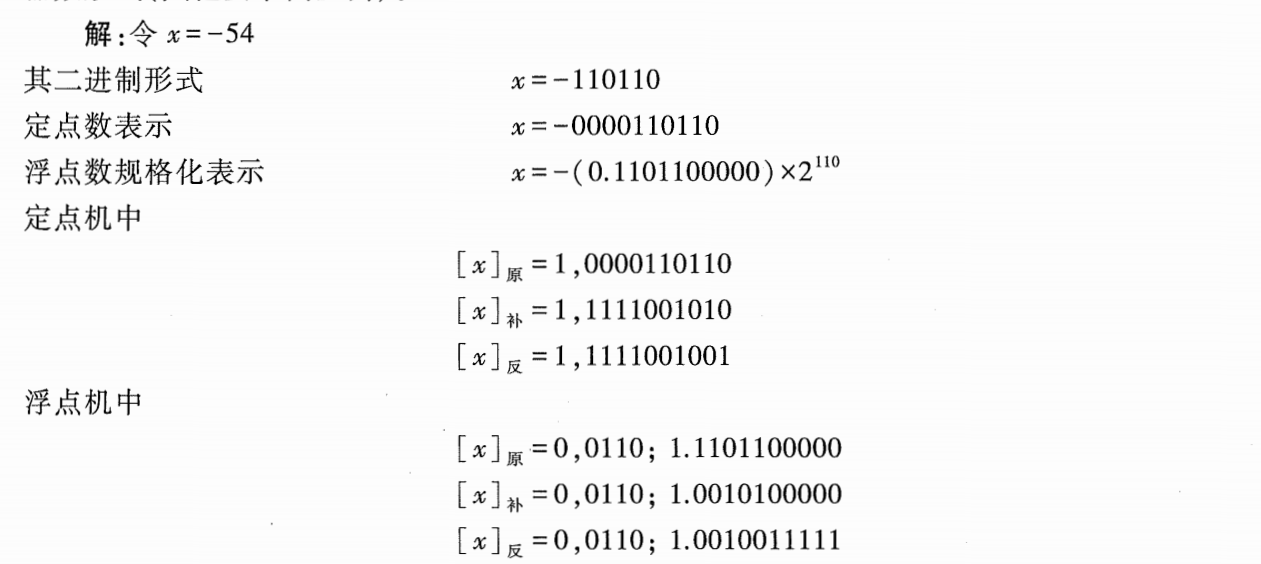 解:令 x=-54
其二进制形式 x=-110110
定点数表示 x=-0000110110
浮点数规格化表示 x=-(0.1101100000)×2^110
定点机中
[x]原=1,0000110110
[x]补=1,1111001010
[x]反=1,1111001001
浮点机中
[x]原=0,0110; 1.1101100000
[x]补=0,0110; 1.0010100000
[x]反=0,0110; 1.0010011111